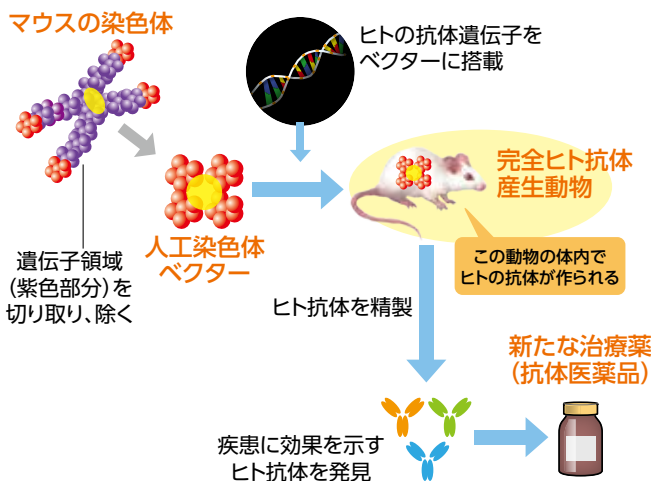 マウスの染色体
ヒトの抗体遺伝子を
ベクターに搭載
完全ヒト抗体
産生動物
人工染色体
ベクター
この動物の体内で
ヒトの抗体が作られる
遺伝子領域
(紫色部分)を
切り取り、除く
ヒト抗体を精製
新たな治療薬
(抗体医薬品)
疾患に効果を示す
ヒト抗体を発見